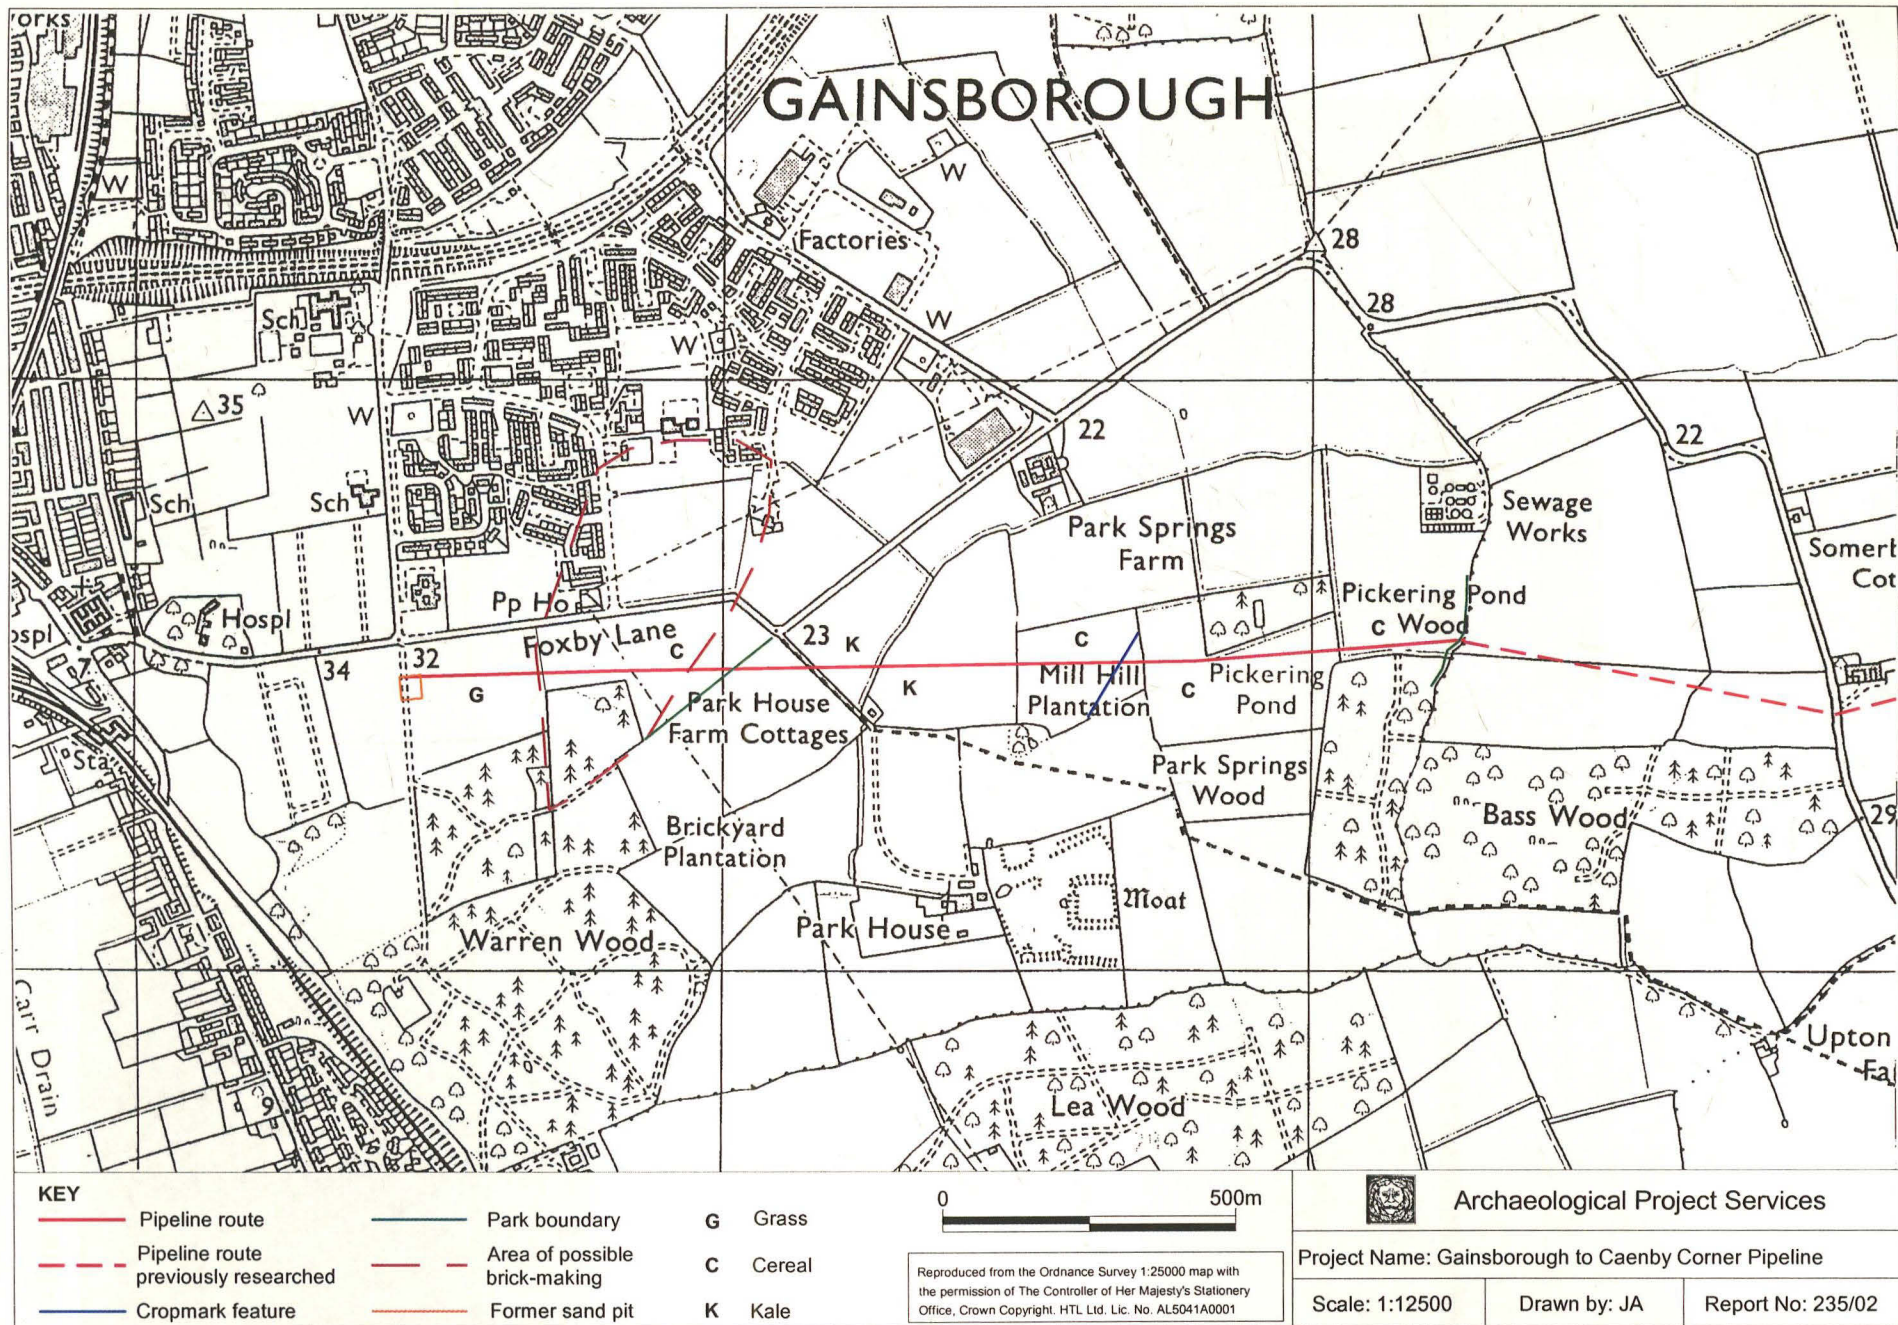 orks
GAINSBOROUGH
W
W
Factories
28
28
Sch
W
W
35
W
22
22
Sch
Sch
Park Springs
Farm
Sewage
Works
Somert
Cot
Hospl
ospl
Pp Ho
Foxby Lane
C
23
K
C
Pickering Pond
Wood
C
7
34
32
G
K
Mill Hill
Plantation
C
Pickering
Pond
Park House
Farm Cottages
Sta
Park Springs
Wood
Bass Wood
29
Brickyard
Plantation
Moat
Warren Wood
Park House
Carr Drain
Upton
Fa
9
Lea Wood
KEY
Pipeline route
Pipeline route
previously researched
Cropmark feature
Park boundary
Area of possible
brick-making
Former sand pit
G Grass
C Cereal
K Kale
0 500m
Reproduced from the Ordnance Survey 1:25000 map with
the permission of The Controller of Her Majesty's Stationery
Office, Crown Copyright. HTL Ltd. Lic. No. AL5041A0001
Archaeological Project Services
Project Name: Gainsborough to Caenby Corner Pipeline
Scale: 1:12500
Drawn by: JA
Report No: 235/02